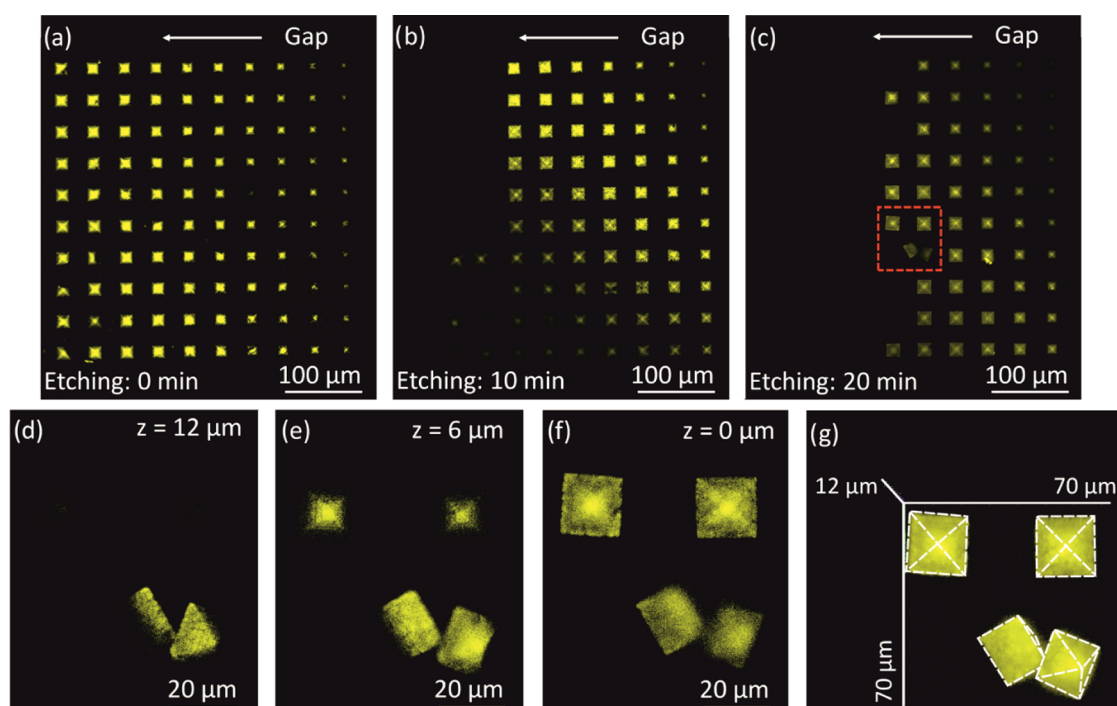 (a) Gap
Etching: 0 min 100 µm
(b) Gap
Etching: 10 min 100 µm
(c) Gap
Etching: 20 min 100 µm
(d) z = 12 µm
20 µm
(e) z = 6 µm
20 µm
(f) z = 0 µm
20 µm
(g)
12 µm 70 µm
70 µm